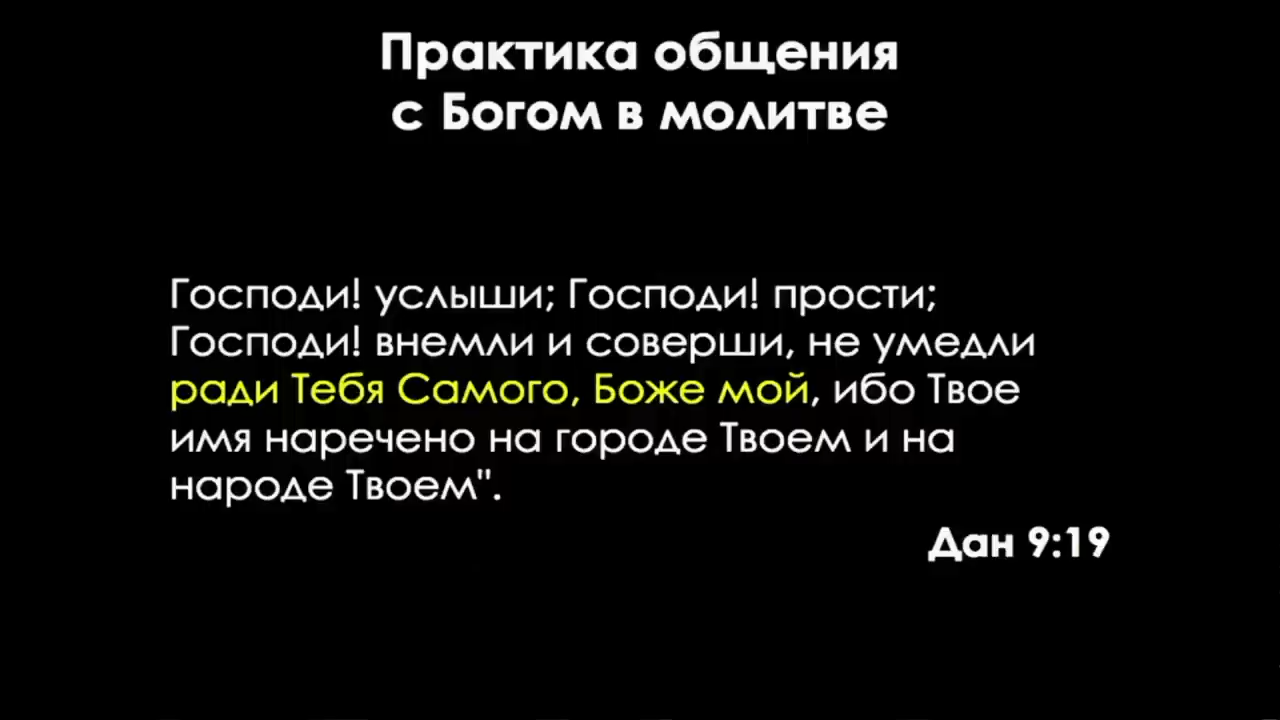 Практика общения
с Богом в молитве
Господи! услыши; Господи! прости;
Господи! внемли и соверши, не умедли
ради Тебя Самого, Боже мой, ибо Твое
имя наречено на городе Твоем и на
народе Твоем".
Дан 9:19